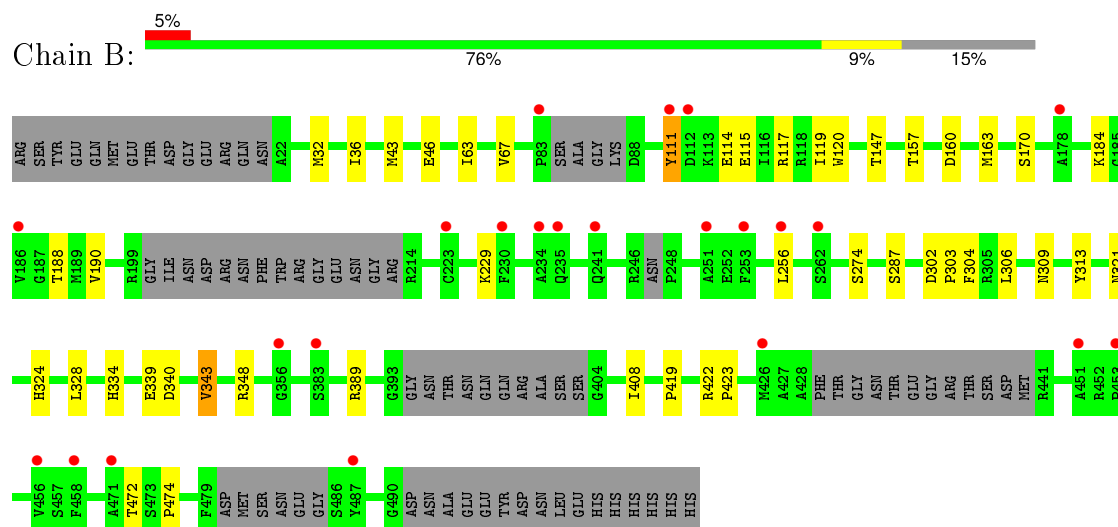 5%
Chain B:
76% 9% 15%
ARG SER TYR GLU GLN MET GLU THR ASP GLY GLU ARG GLN ASN A22 M32 I36 M43 E46 I63 V67 P83 SER ALA GLY LYS D88 Y111 D112 K113 E114 E115 I116 R117 R118 I119 W120 T147 T157 D160 M163 S170 A178 K184 G185
V186 G187 T188 M189 V190 R199 GLY ILE ASN ASP ARG ASN PHE TRP ARG GLY GLU ASN GLY ARG R214 C223 K229 F230 A234 Q235 Q241 R246 ASN P248 A251 E252 F253 L256 S262 S274 S287 D302 P303 F304 R305 L306 N309 Y313
H324 L328 H334 E339 D340 V343 R348 G356 S383 R389 G393 GLY ASN THR ASN GLN GLN ARG ALA SER SER G404 I408 P419 R422 P423 M426 A427 A428 PHE THR GLY ASN THR GLU GLY ARG THR SER ASP MET R441 A451 R452 P453
V456 S457 F458 A471 T472 S473 P474 F479 ASP MET SER ASN GLU GLY S486 Y487 G490 ASP ASN ALA GLU GLU TYR ASP ASN LEU GLU HIS HIS HIS HIS HIS HIS